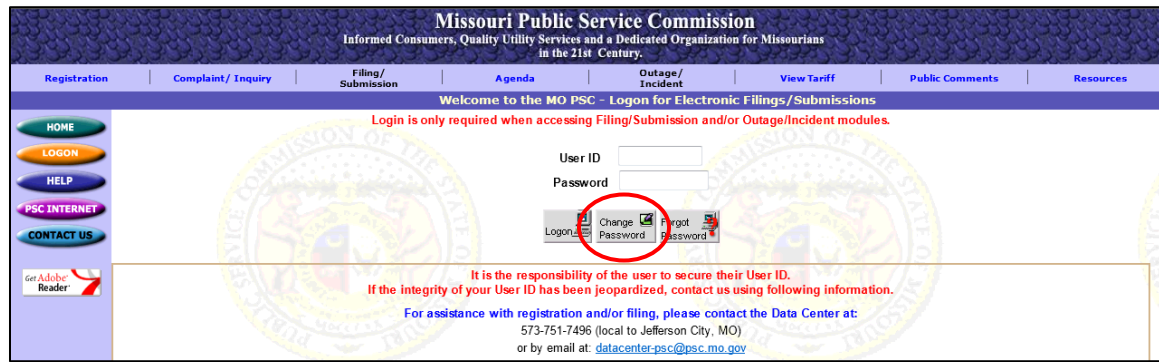 Missouri Public Service Commission
Informed Consumers, Quality Utility Services and a Dedicated Organization for Missourians
in the 21st Century.
Registration | Complaint/ Inquiry | Filing/ Submission | Agenda | Outage/ Incident | View Tariff | Public Comments | Resources
Welcome to the MO PSC - Logon for Electronic Filings/Submissions
Login is only required when accessing Filing/Submission and/or Outage/Incident modules.
HOME
LOGON
HELP
PSC INTERNET
CONTACT US
Get Adobe
Reader
User ID
Password
Logon Change Password Forgot Password
It is the responsibility of the user to secure their User ID.
If the integrity of your User ID has been jeopardized, contact us using following information.
For assistance with registration and/or filing, please contact the Data Center at:
573-751-7496 (local to Jefferson City, MO)
or by email at: datacenter-psc@psc.mo.gov